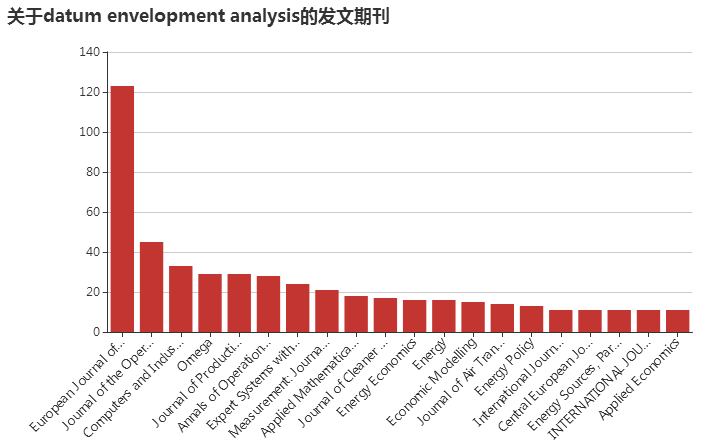 关于datum envelopment analysis的发文期刊
140
120
100
80
60
40
20
0
European Journal of...
Journal of the Oper...
Computers and Indus...
Omega
Journal of Producti...
Annals of Operation...
Expert Systems with...
Measurement: Journa...
Applied Mathematica...
Journal of Cleaner ...
Energy Economics
Energy
Economic Modelling
Journal of Air Tran...
Energy Policy
International Journ...
Central European Jo...
Energy Sources, Par...
INTERNATIONAL JOU...
Applied Economics